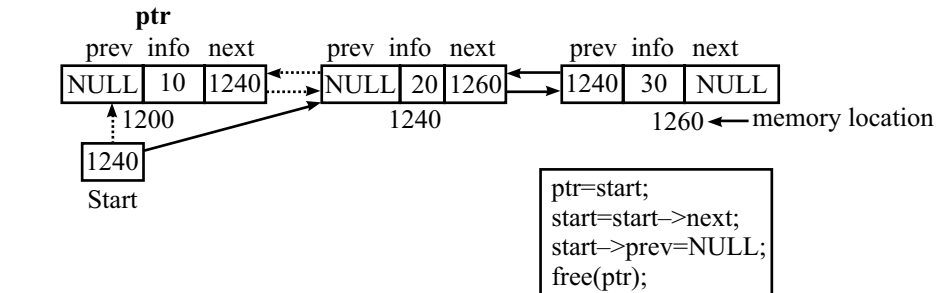 ptr
prev info next prev info next prev info next
NULL 10 1240 NULL 20 1260 1240 30 NULL
1200 1240 1260 memory location
1240
Start
ptr=start;
start=start–>next;
start–>prev=NULL;
free(ptr);